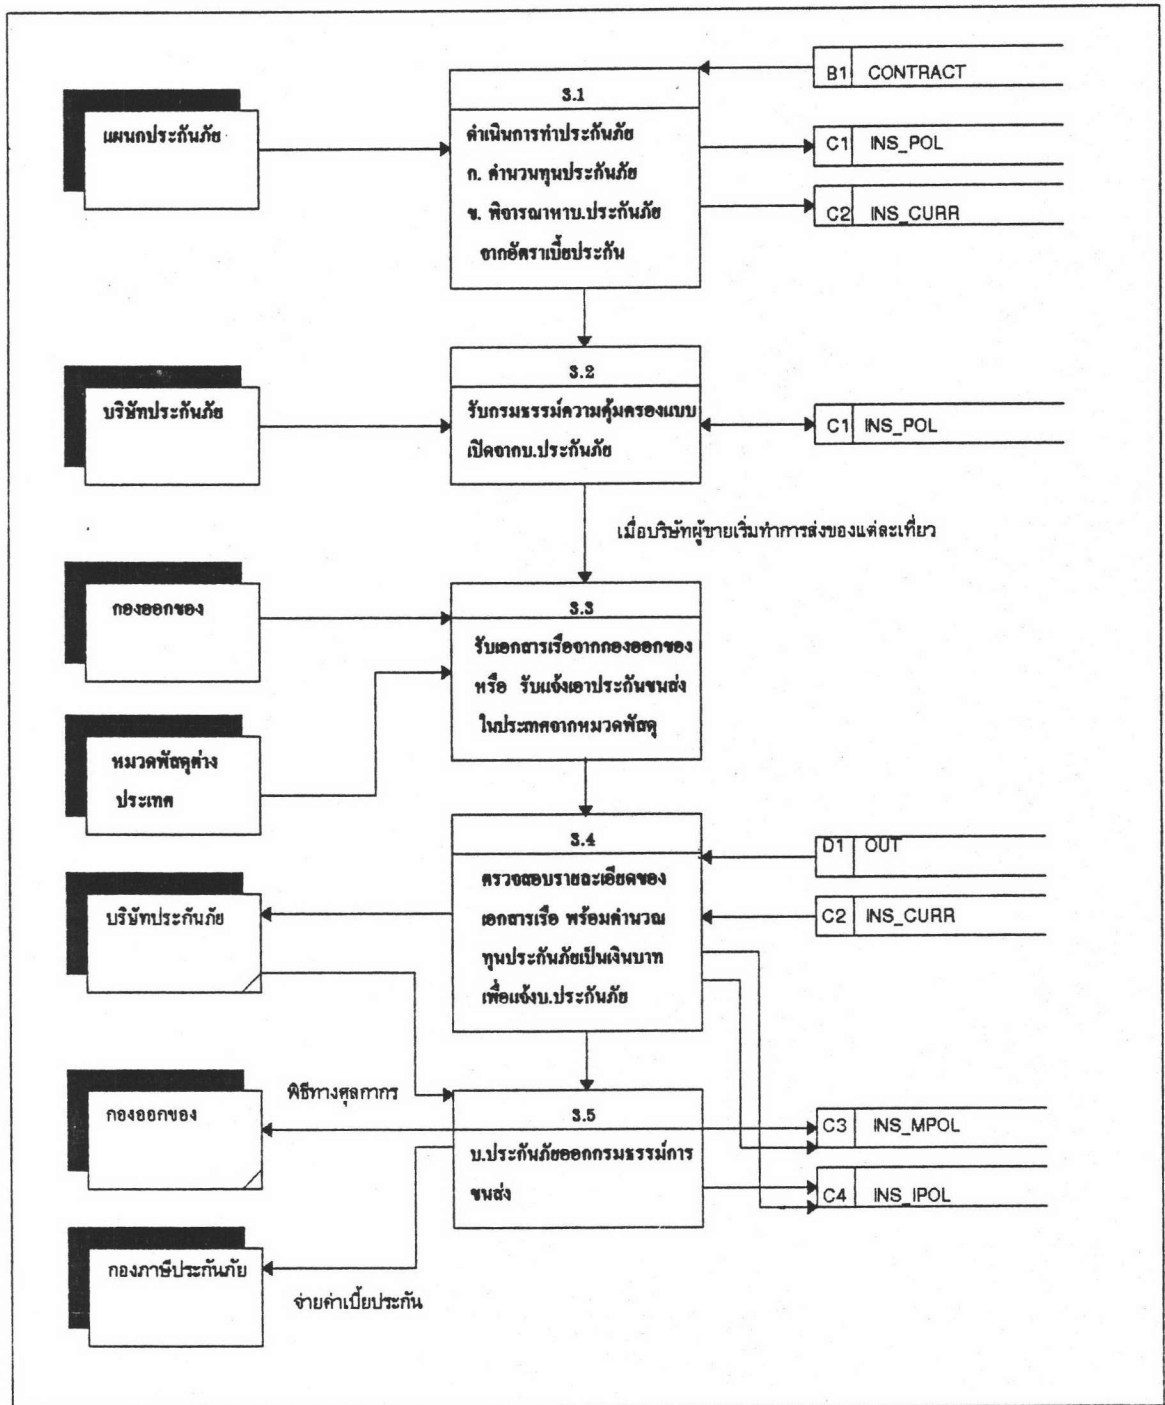 B1 CONTRACT
3.1
แผนกประกันภัย
ดำเนินการทำประกันภัย
C1 INS_POL
ก. คำนวนทุนประกันภัย
ข. พิจารณาหาบ.ประกันภัย
C2 INS_CURR
จากอัตราเบี้ยประกัน
3.2
บริษัทประกันภัย
รับกรมธรรม์ความคุ้มครองแบบ
C1 INS_POL
เปิดจากบ.ประกันภัย
เมื่อบริษัทผู้ขายเริ่มทำการส่งของแต่ละเที่ยว
กองออกของ
3.3
รับเอกสารเรือจากกองออกของ
หรือ รับแจ้งเอาประกันขนส่ง
ในประเทศจากหมวดพัสดุ
หมวดพัสดุต่าง
ประเทศ
3.4
D1 OUT
ตรวจสอบรายละเอียดของ
บริษัทประกันภัย
เอกสารเรือ พร้อมคำนวณ
C2 INS_CURR
ทุนประกันภัยเป็นเงินบาท
เพื่อแจ้งบ.ประกันภัย
พิธีทางศุลกากร
กองออกของ
3.5
C3 INS_MPOL
บ.ประกันภัยออกกรมธรรม์การ
ขนส่ง
C4 INS_IPOL
กองภาษีประกันภัย
จ่ายค่าเบี้ยประกัน